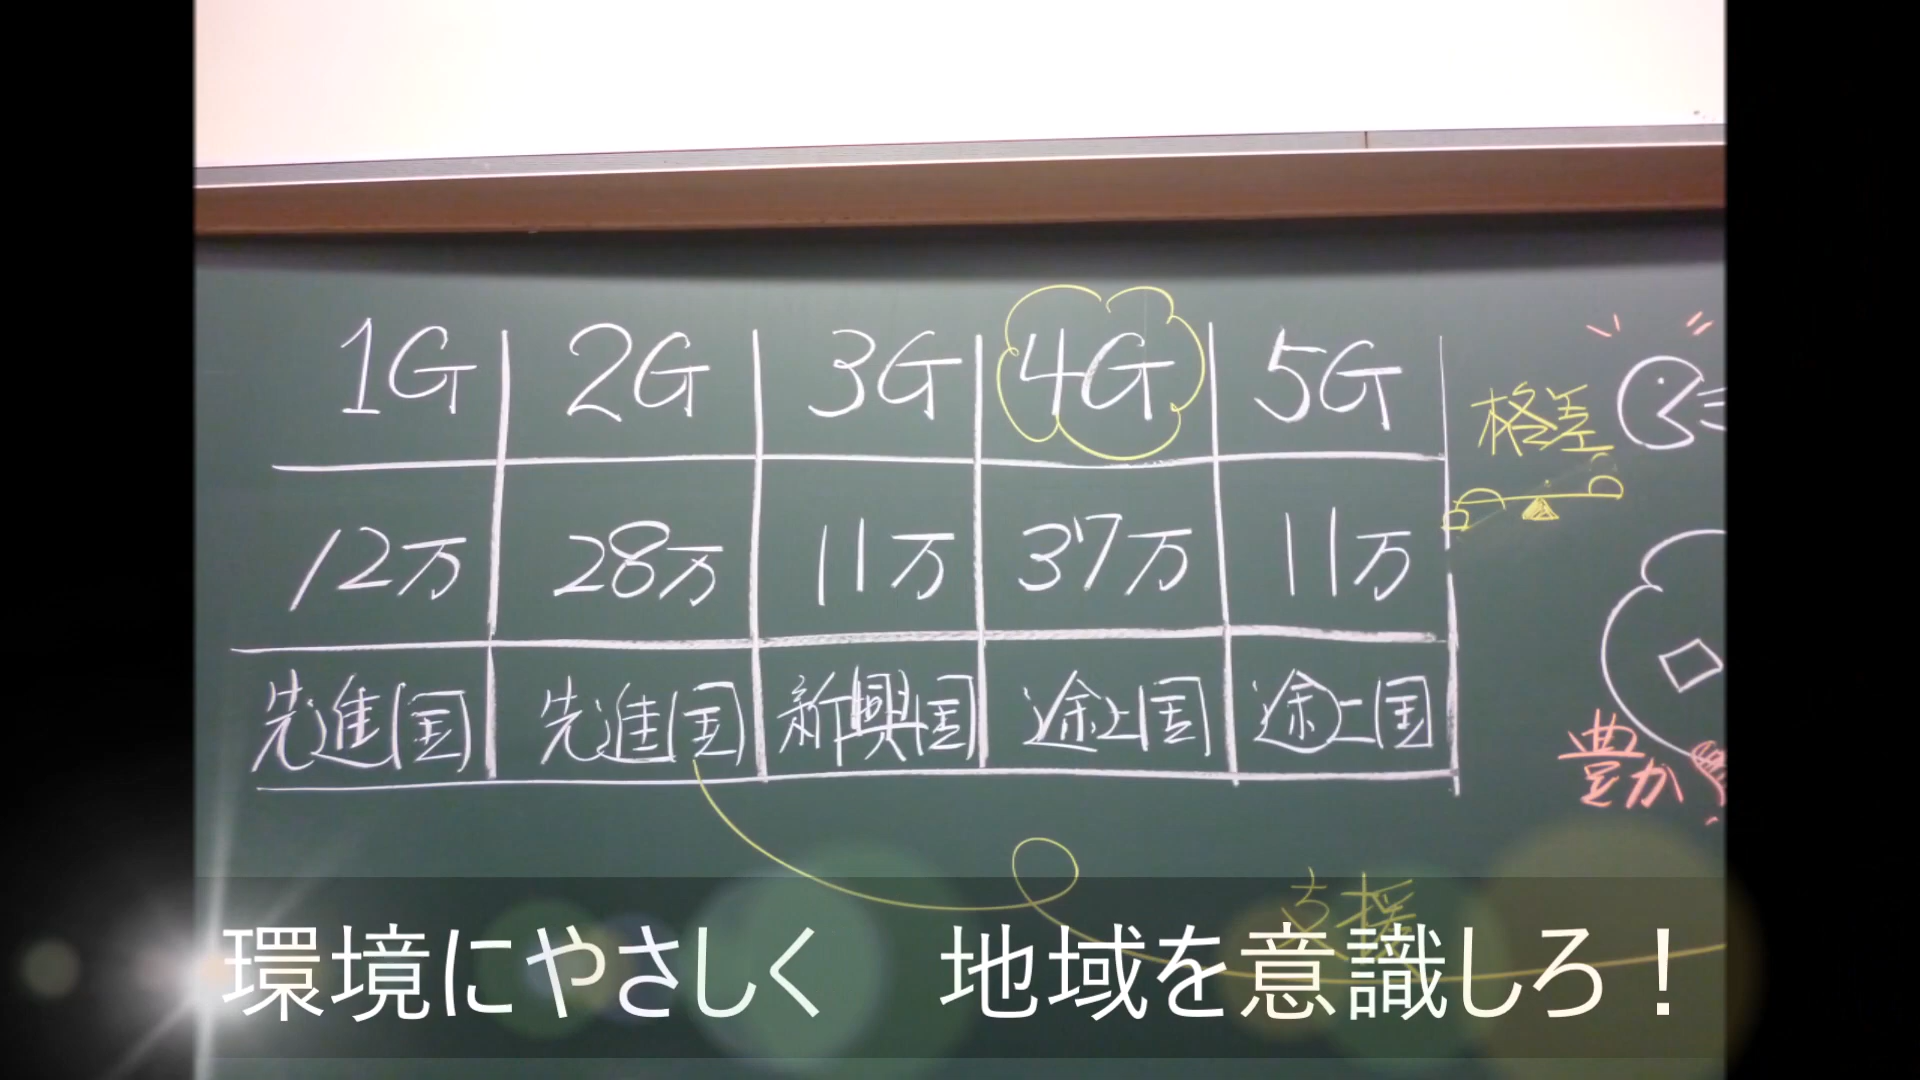 1G 2G 3G 4G 5G
12万 28万 11万 37万 11万
先進国 先進国 新興国 途上国 途上国
格差
豊か
支援
環境にやさしく 地域を意識しろ！